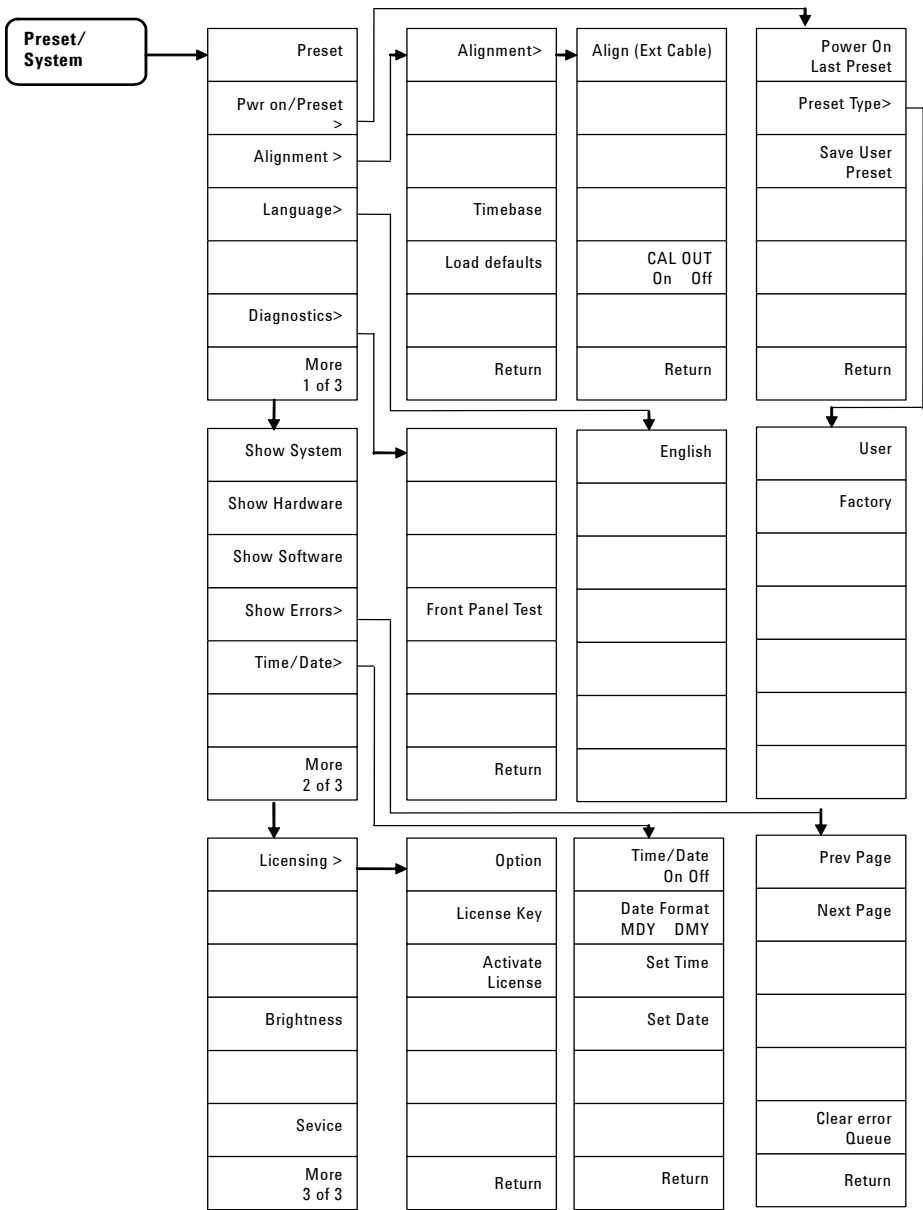 Preset/
System
Preset
Pwr on/Preset
>
Alignment >
Language>
Diagnostics>
More
1 of 3
Alignment>
Timebase
Load defaults
Return
Align (Ext Cable)
CAL OUT
On Off
Return
Power On
Last Preset
Preset Type>
Save User
Preset
Return
Show System
Show Hardware
Show Software
Show Errors>
Time/Date>
More
2 of 3
Front Panel Test
Return
English
User
Factory
Licensing >
Brightness
Sevice
More
3 of 3
Option
License Key
Activate
License
Return
Time/Date
On Off
Date Format
MDY DMY
Set Time
Set Date
Return
Prev Page
Next Page
Clear error
Queue
Return